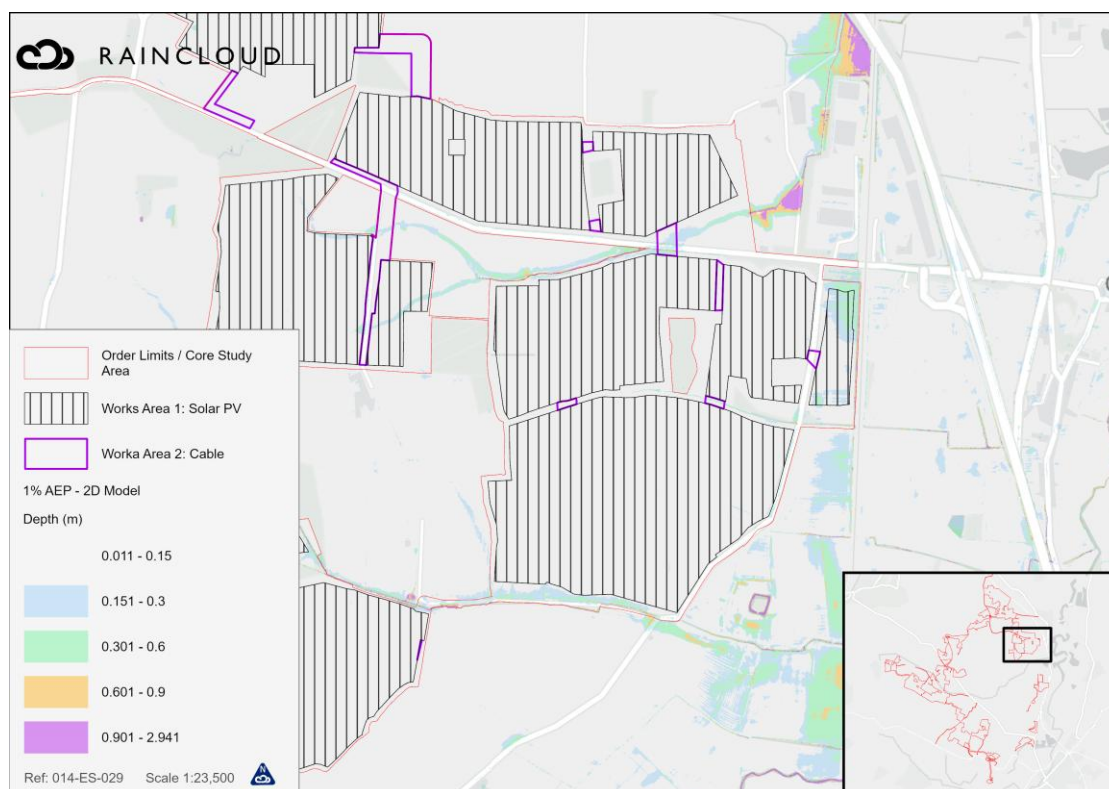 RAINCLOUD
Order Limits / Core Study
Area
Works Area 1: Solar PV
Worka Area 2: Cable
1% AEP - 2D Model
Depth (m)
0.011 - 0.15
0.151 - 0.3
0.301 - 0.6
0.601 - 0.9
0.901 - 2.941
Ref: 014-ES-029 Scale 1:23,500
N